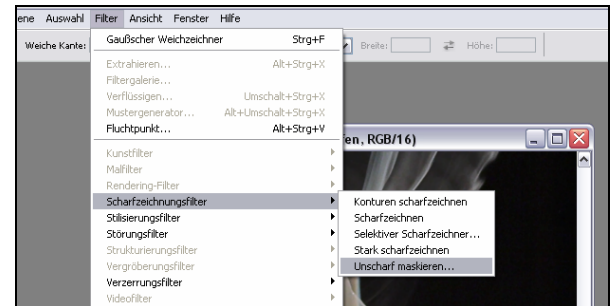 ene Auswahl Filter Ansicht Fenster Hilfe
Weiche Kante:
Breite:
Höhe:
Gaußscher Weichzeichner Strg+F
Extrahieren... Alt+Strg+X
Filtergalerie...
Verflüssigen... Umschalt+Strg+X
Mustergenerator... Alt+Umschalt+Strg+X
Fluchtpunkt... Alt+Strg+V
Kunstfilter
Malfilter
Rendering-Filter
Scharfzeichnungsfilter
Stilisierungsfilter
Störungsfilter
Strukturierungsfilter
Vergröberungsfilter
Verzerrungsfilter
Videofilter
fen, RGB/16)
Konturen scharfzeichnen
Scharfzeichnen
Selektiver Scharfzeichner...
Stark scharfzeichnen
Unscharf maskieren...